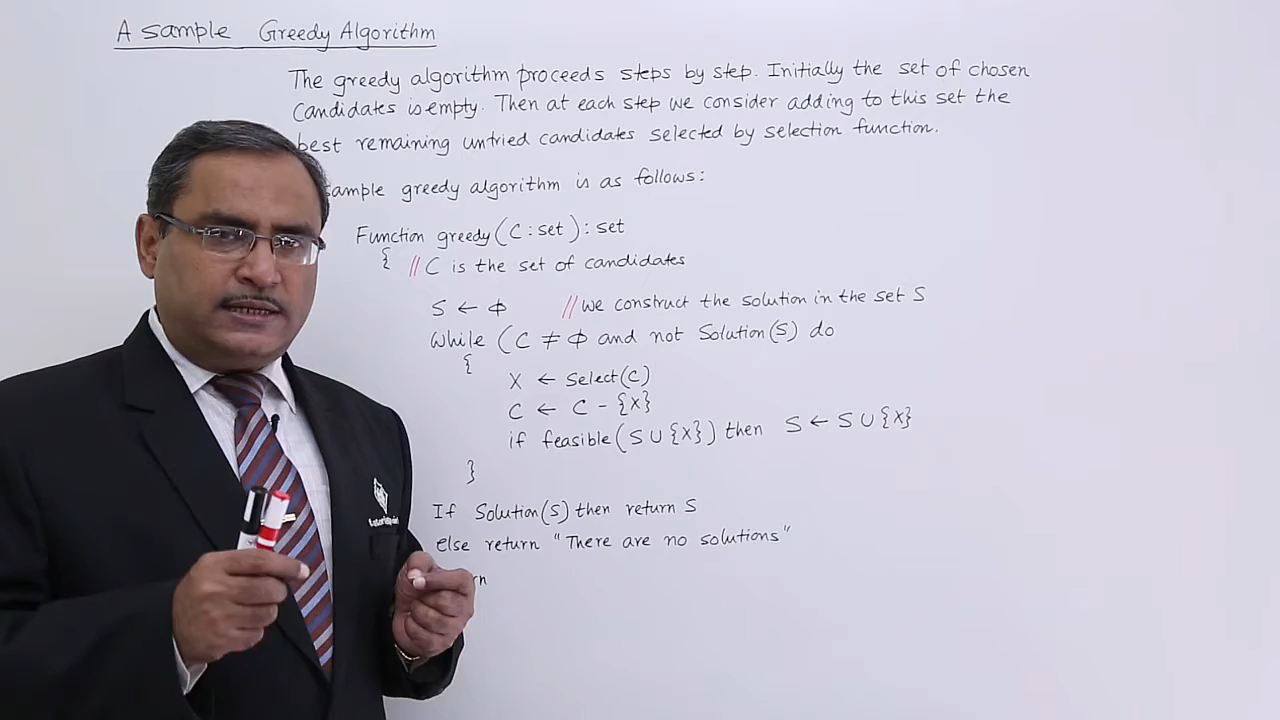 A sample Greedy Algorithm
The greedy algorithm proceeds steps by step. Initially the set of chosen
candidates is empy. Then at each step we consider adding to this set the
best remaining untried candidates selected by selection function.
sample greedy algorithm is as follows:
Function greedy(C:set):set
{ //C is the set of candidates
S ← ϕ //we construct the solution in the set S
While (C ≠ ϕ and not Solution(S) do
{
X ← Select(C)
C ← C - {X}
if feasible(S ∪ {X}) then S ← S ∪ {X}
}
If Solution(S) then return S
else return "There are no solutions"